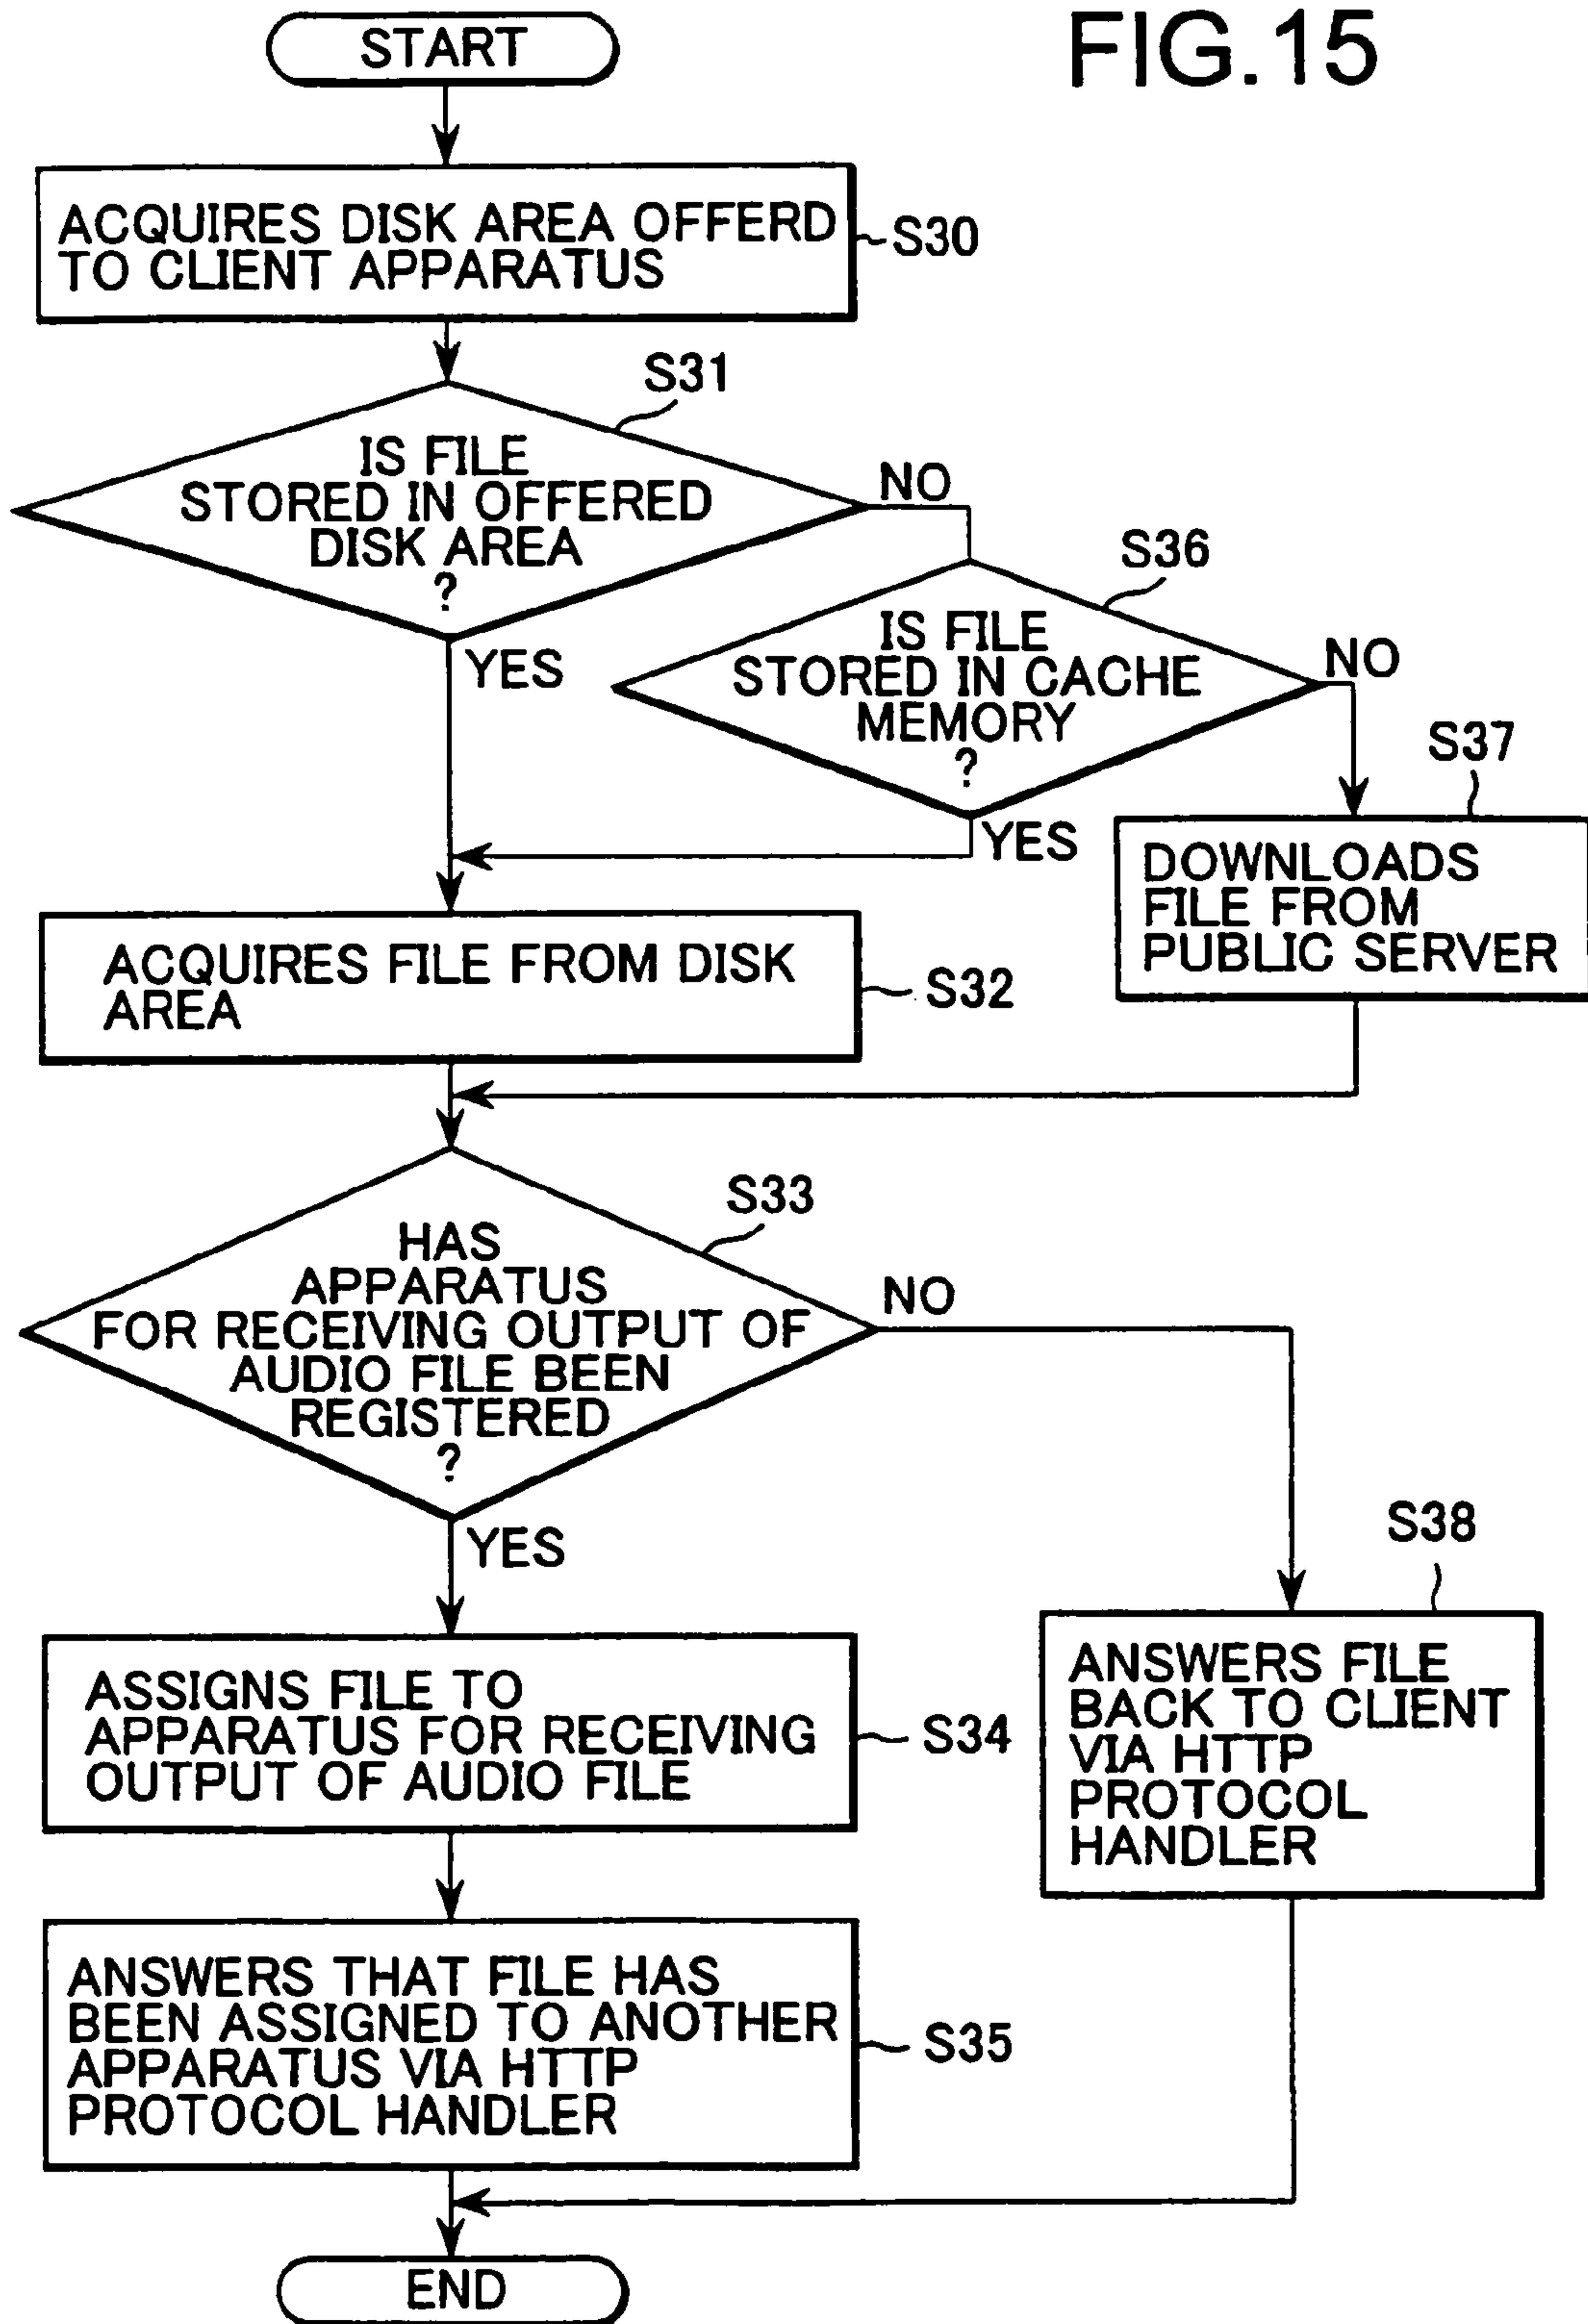 FIG.15
START
ACQUIRES DISK AREA OFFERD
TO CLIENT APPARATUS
S30
S31
IS FILE
STORED IN OFFERED
DISK AREA
?
NO
YES
S36
IS FILE
STORED IN CACHE
MEMORY
?
NO
YES
S37
DOWNLOADS
FILE FROM
PUBLIC SERVER
ACQUIRES FILE FROM DISK
AREA
S32
S33
HAS
APPARATUS
FOR RECEIVING OUTPUT OF
AUDIO FILE BEEN
REGISTERED
?
NO
YES
S38
ANSWERS FILE
BACK TO CLIENT
VIA HTTP
PROTOCOL
HANDLER
ASSIGNS FILE TO
APPARATUS FOR RECEIVING
OUTPUT OF AUDIO FILE
S34
ANSWERS THAT FILE HAS
BEEN ASSIGNED TO ANOTHER
APPARATUS VIA HTTP
PROTOCOL HANDLER
S35
END